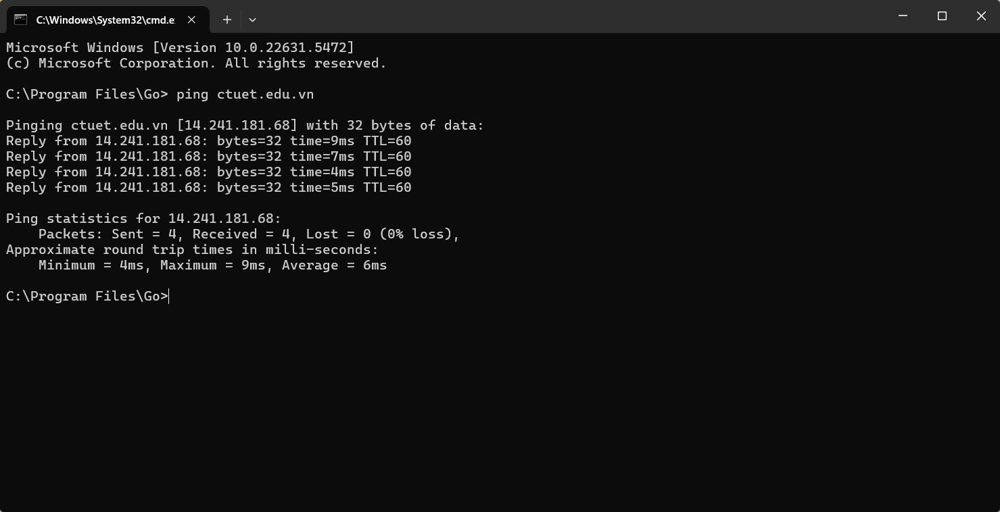 C:\Windows\System32\cmd.e
Microsoft Windows [Version 10.0.22631.5472]
(c) Microsoft Corporation. All rights reserved.
C:\Program Files\Go> ping ctuet.edu.vn
Pinging ctuet.edu.vn [14.241.181.68] with 32 bytes of data:
Reply from 14.241.181.68: bytes=32 time=9ms TTL=60
Reply from 14.241.181.68: bytes=32 time=7ms TTL=60
Reply from 14.241.181.68: bytes=32 time=4ms TTL=60
Reply from 14.241.181.68: bytes=32 time=5ms TTL=60
Ping statistics for 14.241.181.68:
    Packets: Sent = 4, Received = 4, Lost = 0 (0% loss),
Approximate round trip times in milli-seconds:
    Minimum = 4ms, Maximum = 9ms, Average = 6ms
C:\Program Files\Go>